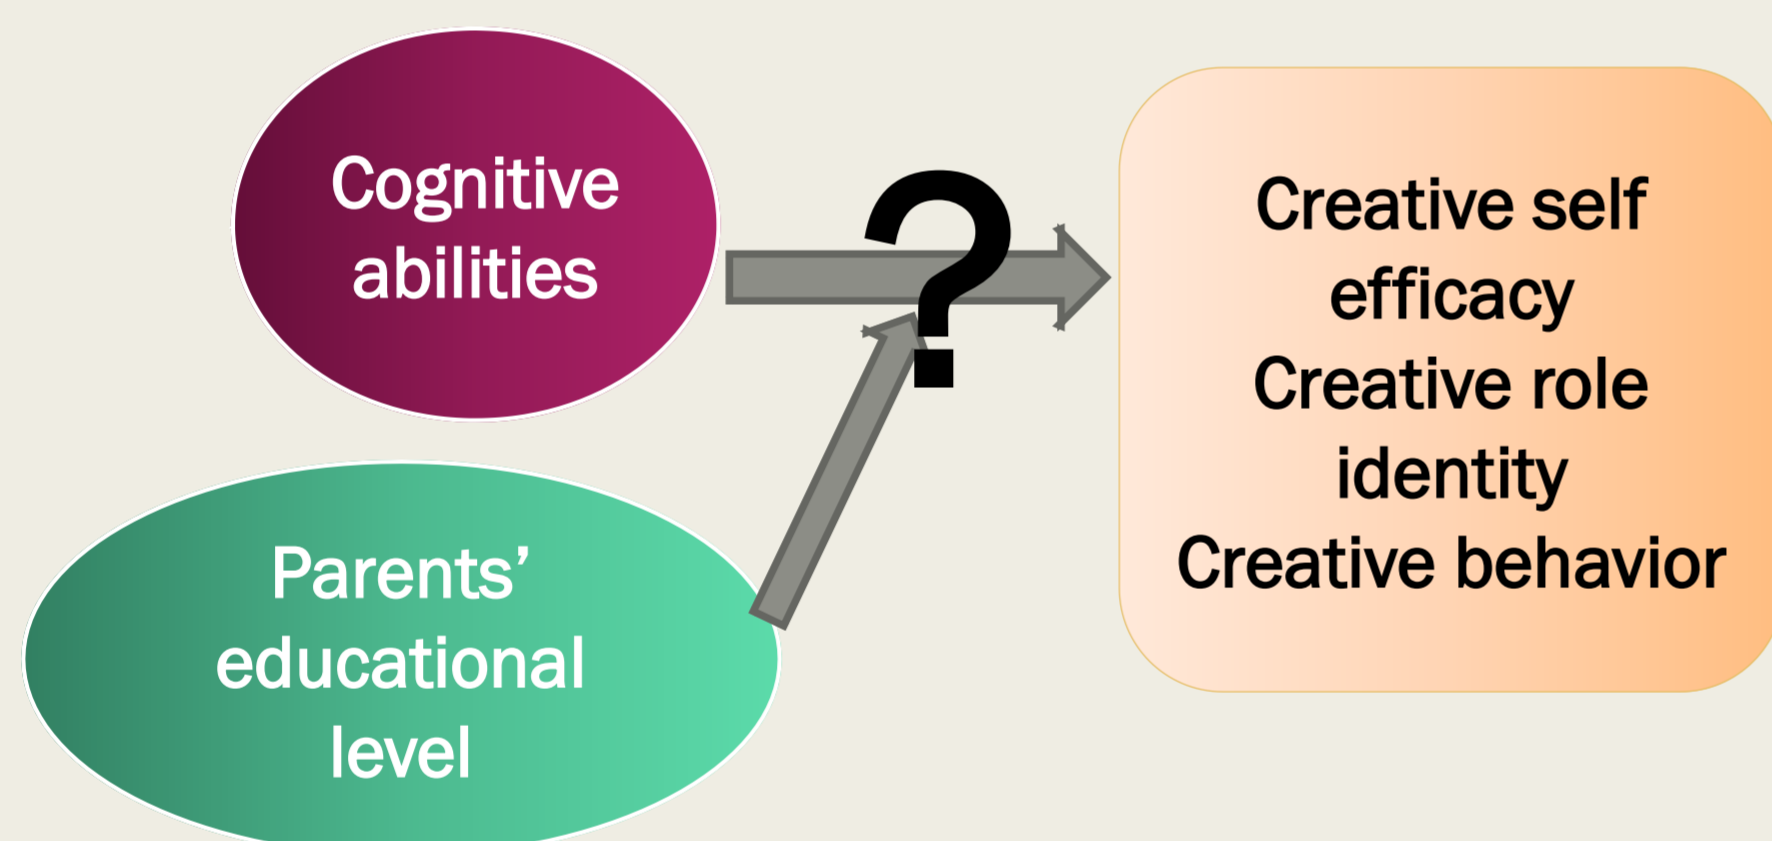 Cognitive
abilities
?
Creative self
efficacy
Creative role
identity
Creative behavior
Parents’
educational
level